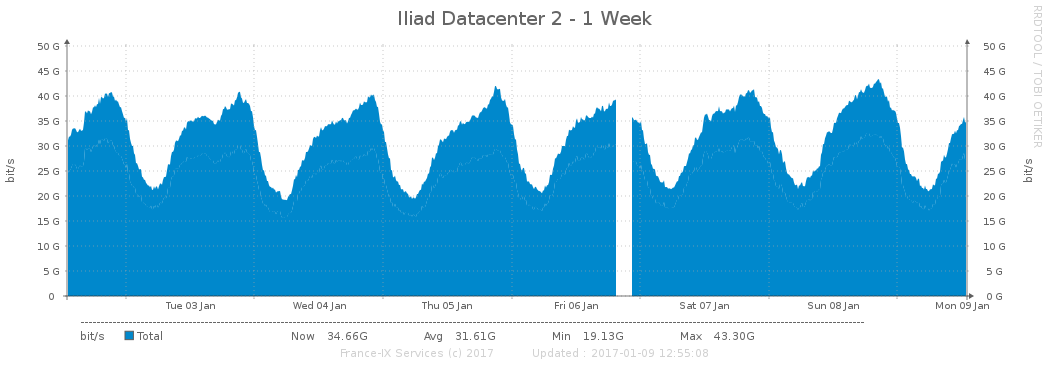 Iliad Datacenter 2 - 1 Week
RRDTOOL / TOBI OETIKER
bit/s
50 G
45 G
40 G
35 G
30 G
25 G
20 G
15 G
10 G
5 G
0
50 G
45 G
40 G
35 G
30 G
25 G
20 G
15 G
10 G
5 G
0 G
bit/s
Tue 03 Jan Wed 04 Jan Thu 05 Jan Fri 06 Jan Sat 07 Jan Sun 08 Jan Mon 09 Jan
bit/s Total Now 34.66G Avg 31.61G Min 19.13G Max 43.30G
France-IX Services (c) 2017 Updated : 2017-01-09 12:55:08